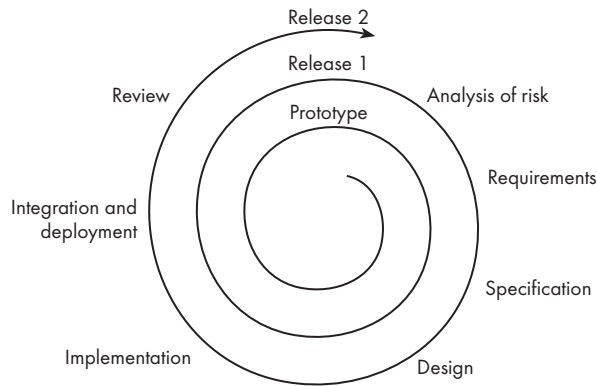 Release 2
Release 1
Prototype
Review
Analysis of risk
Requirements
Integration and
deployment
Specification
Implementation
Design